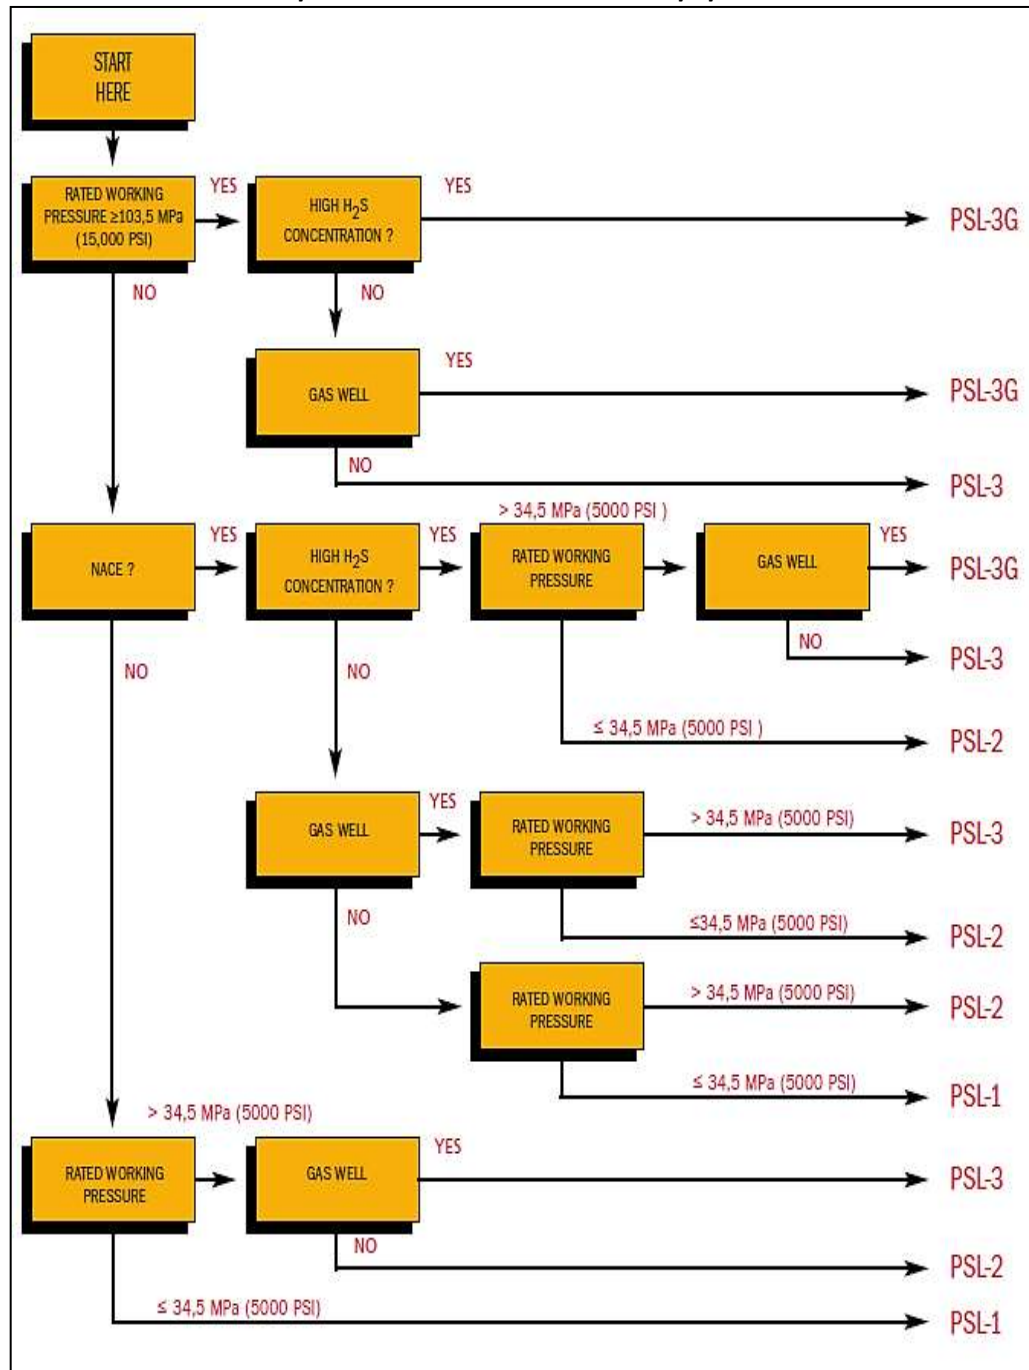 START
HERE
RATED WORKING
PRESSURE ≥103,5 MPa
(15,000 PSI)
YES
HIGH H2S
CONCENTRATION ?
YES
PSL-3G
NO
NO
GAS WELL
YES
PSL-3G
NO
PSL-3
NACE ?
YES
HIGH H2S
CONCENTRATION ?
YES
> 34,5 MPa (5000 PSI )
RATED WORKING
PRESSURE
GAS WELL
YES
PSL-3G
NO
PSL-3
NO
NO
≤ 34,5 MPa (5000 PSI )
PSL-2
GAS WELL
YES
RATED WORKING
PRESSURE
> 34,5 MPa (5000 PSI)
PSL-3
NO
≤34,5 MPa (5000 PSI)
PSL-2
RATED WORKING
PRESSURE
> 34,5 MPa (5000 PSI)
PSL-2
≤ 34,5 MPa (5000 PSI)
PSL-1
> 34,5 MPa (5000 PSI)
RATED WORKING
PRESSURE
GAS WELL
YES
PSL-3
NO
PSL-2
≤ 34,5 MPa (5000 PSI)
PSL-1